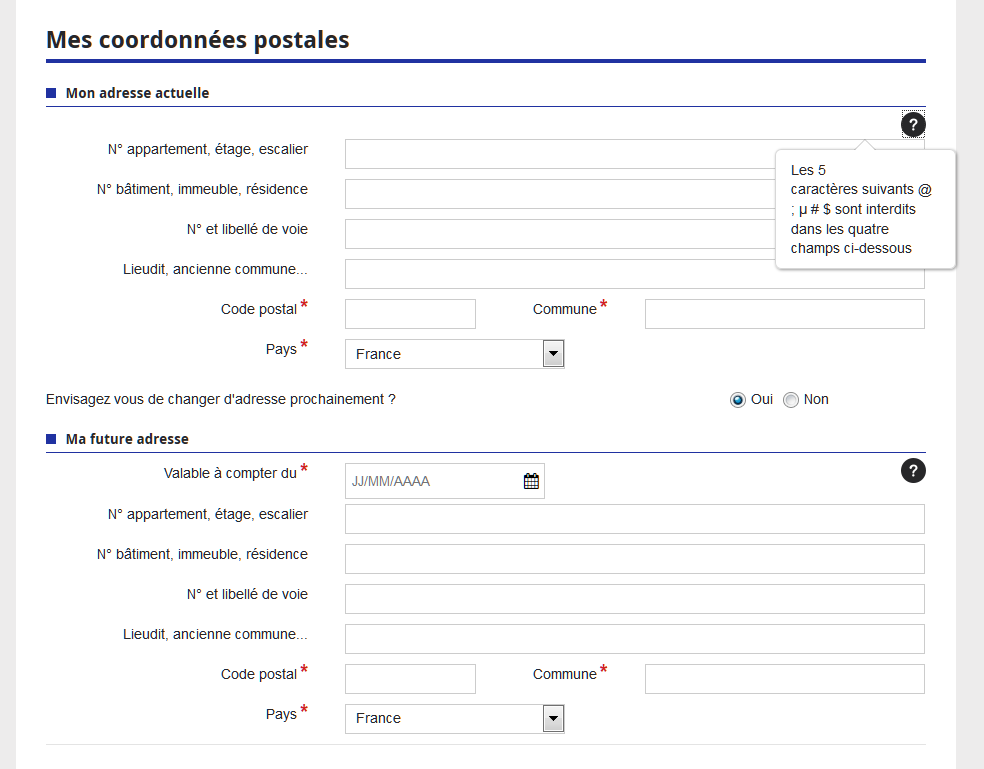 Mes coordonnées postales
Mon adresse actuelle
?
N° appartement, étage, escalier
Les 5
caractères suivants @
; µ # $ sont interdits
dans les quatre
champs ci-dessous
N° bâtiment, immeuble, résidence
N° et libellé de voie
Lieudit, ancienne commune...
Code postal * Commune *
Pays * France
Envisagez vous de changer d'adresse prochainement ? Oui Non
Ma future adresse
Valable à compter du * JJ/MM/AAAA ?
N° appartement, étage, escalier
N° bâtiment, immeuble, résidence
N° et libellé de voie
Lieudit, ancienne commune...
Code postal * Commune *
Pays * France